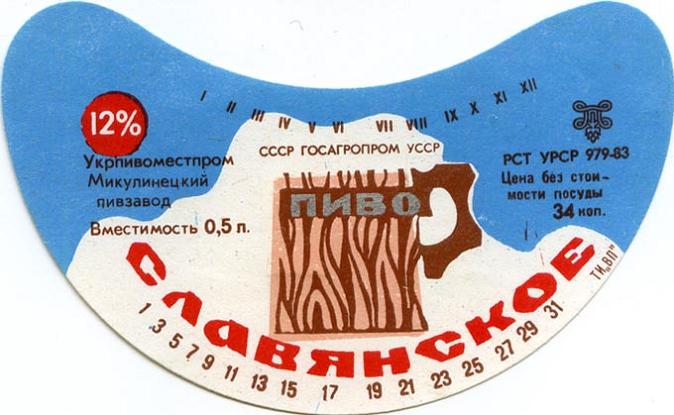 I II III IV V VI VII VIII IX X XI XII
12%
Укрпивоместпром
Микулинецкий
пивзавод
Вместимость 0,5 л.
СССР ГОСАГРОПРОМ УССР
ПИВО
РСТ УРСР 979-83
Цена без стои-
мости посуды
34 коп.
СЛАВЯНСКОЕ
ТИ „ВП"
1 3 5 7 9 11 13 15 17 19 21 23 25 27 29 31